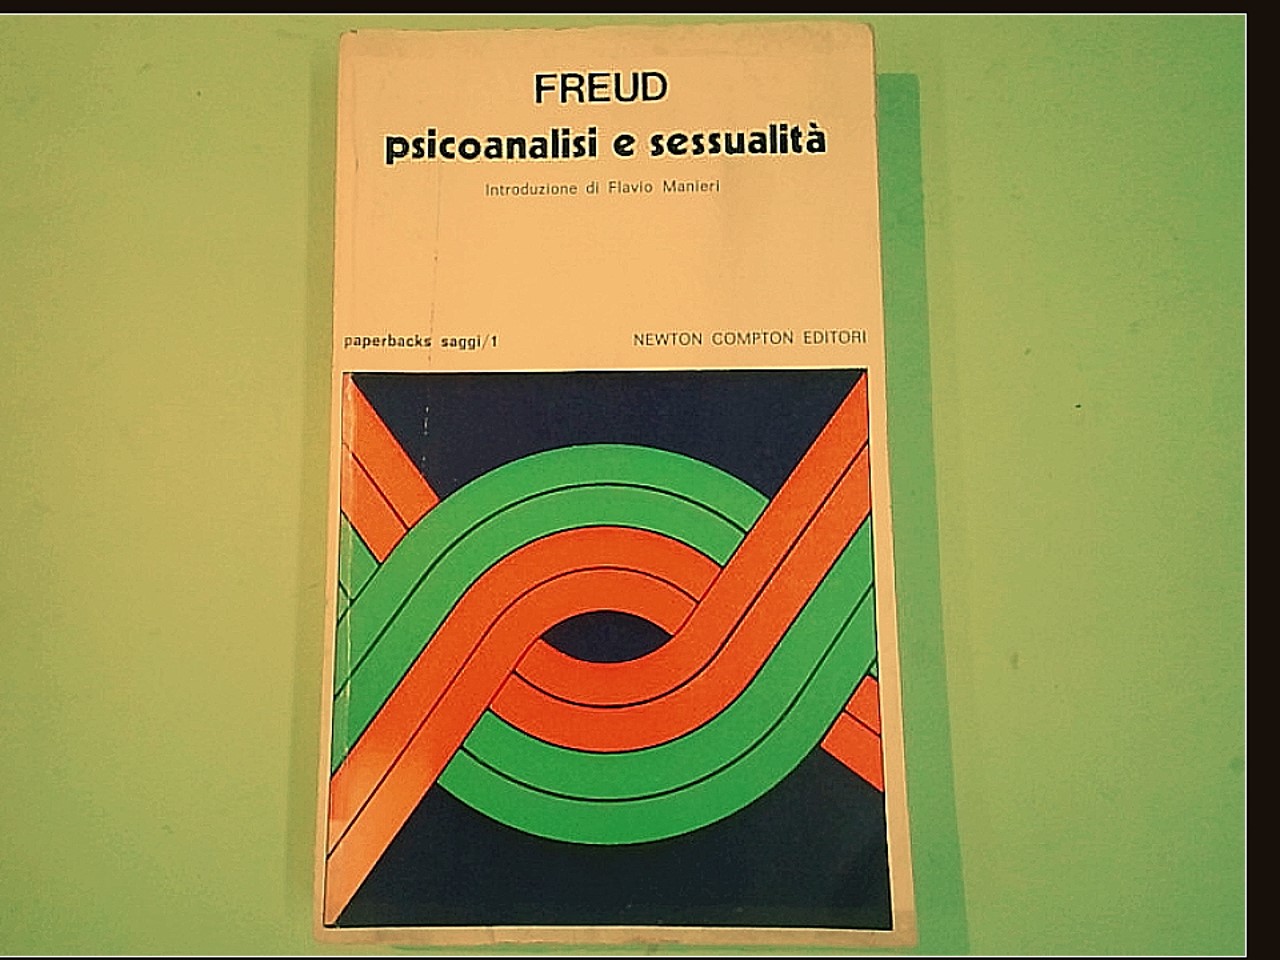 FREUD
psicoanalisi e sessualità
Introduzione di Flavio Manieri
paperbacks saggi/1 NEWTON COMPTON EDITORI